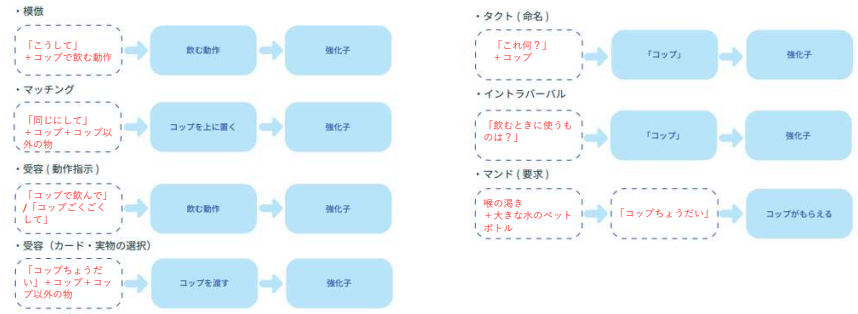 ・模倣
「こうして」
＋コップで飲む動作
飲む動作
強化子
・マッチング
「同じにして」
＋コップ＋コップ以
外の物
コップを上に置く
強化子
・受容 ( 動作指示 )
「コップで飲んで」
/「コップごくごく
して」
飲む動作
強化子
・受容（カード・実物の選択）
「コップちょうだ
い」＋コップ＋コッ
プ以外の物
コップを渡す
強化子
・タクト ( 命名 )
「これ何？」
＋コップ
「コップ」
強化子
・イントラバーバル
「飲むときに使うも
のは？」
「コップ」
強化子
・マンド ( 要求 )
喉の渇き
＋大きな水のペット
ボトル
「コップちょうだい」
コップがもらえる